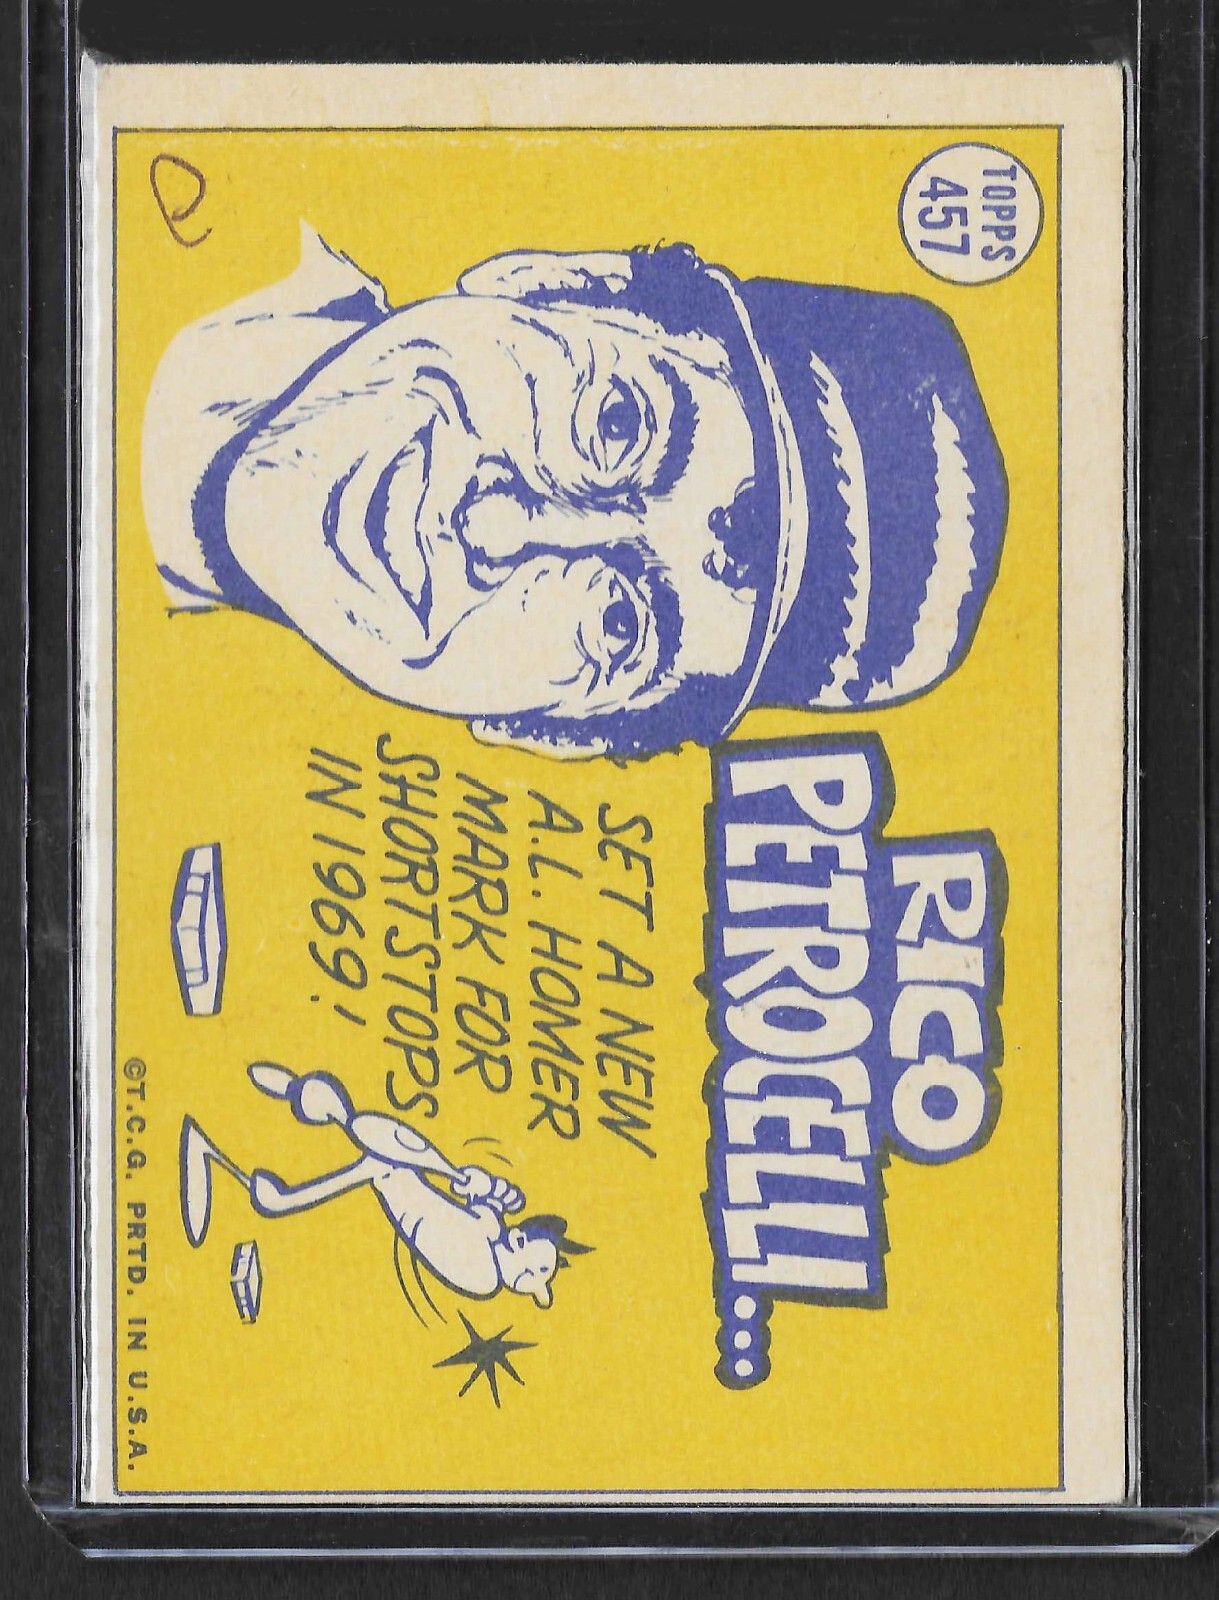 TOPPS
457
RICO
PETROCELLI...
SET A NEW
A.L. HOMER
MARK FOR
SHORTSTOPS
IN 1969!
©T.C.G. PRTD. IN U.S.A.